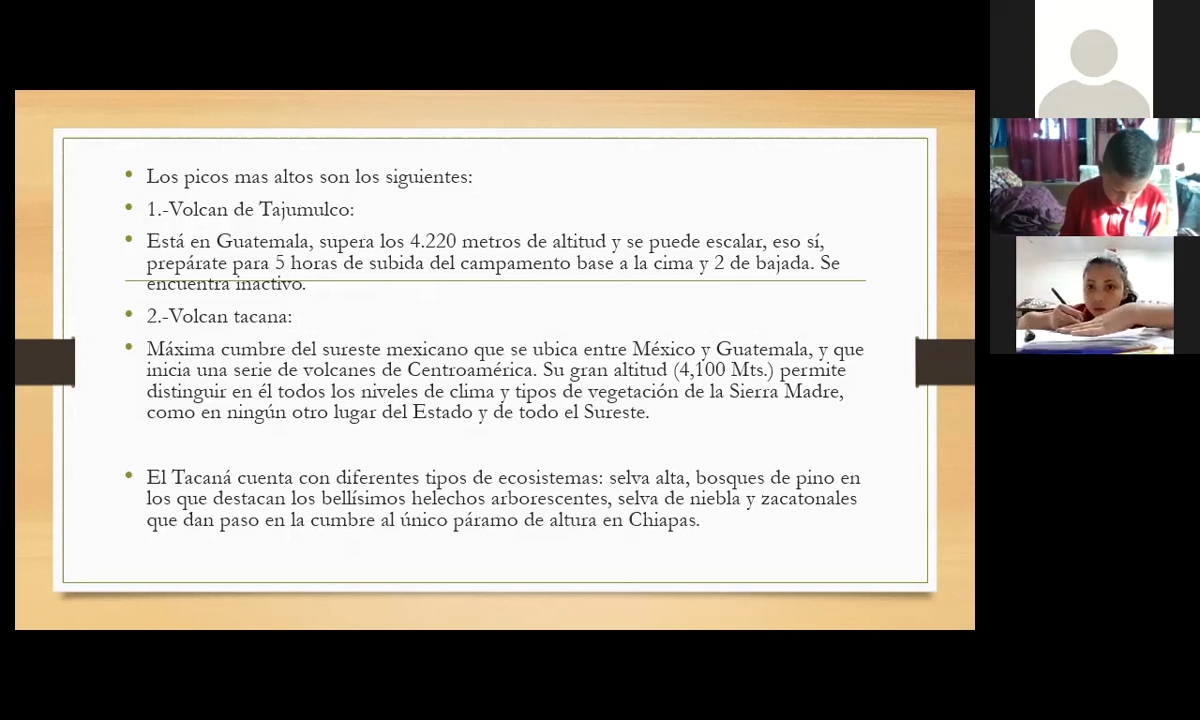 • Los picos mas altos son los siguientes:
• 1.-Volcan de Tajumulco:
• Está en Guatemala, supera los 4.220 metros de altitud y se puede escalar, eso sí,
prepárate para 5 horas de subida del campamento base a la cima y 2 de bajada. Se
encuentra inactivo.
• 2.-Volcan tacana:
• Máxima cumbre del sureste mexicano que se ubica entre México y Guatemala, y que
inicia una serie de volcanes de Centroamérica. Su gran altitud (4,100 Mts.) permite
distinguir en él todos los niveles de clima y tipos de vegetación de la Sierra Madre,
como en ningún otro lugar del Estado y de todo el Sureste.
• El Tacaná cuenta con diferentes tipos de ecosistemas: selva alta, bosques de pino en
los que destacan los bellísimos helechos arborescentes, selva de niebla y zacatonales
que dan paso en la cumbre al único páramo de altura en Chiapas.